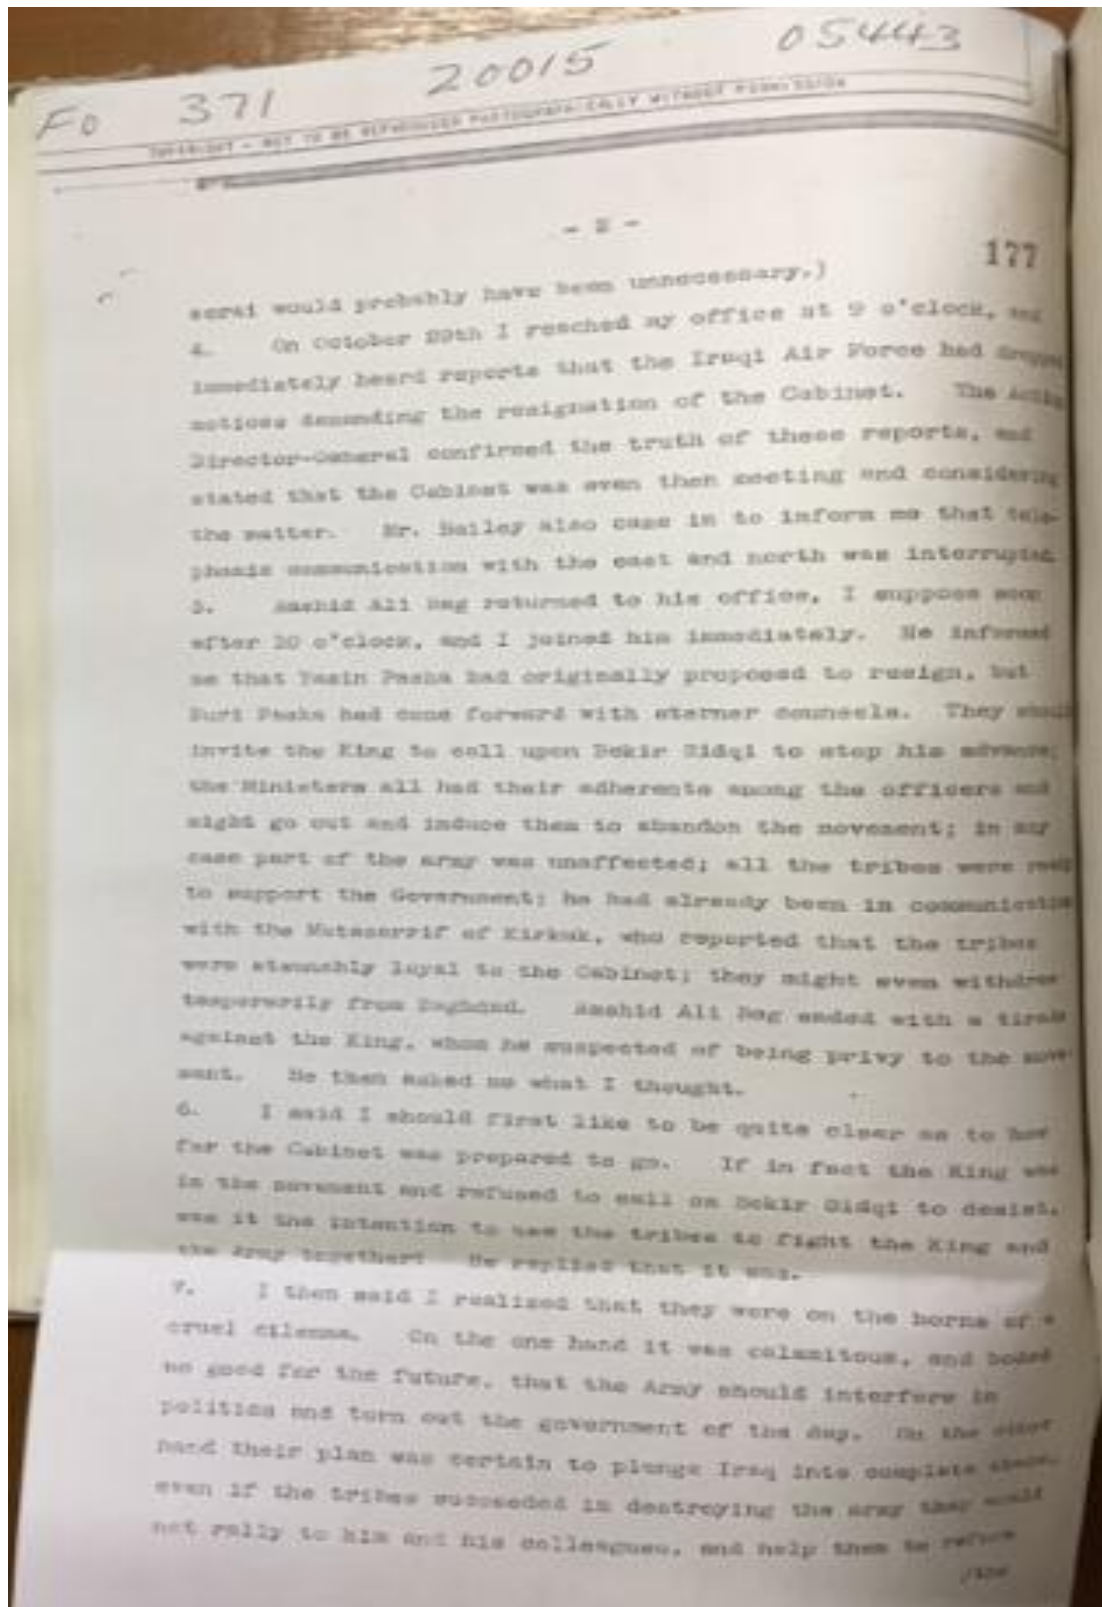 FO 371 20015 05443
COPYRIGHT - NOT TO BE REPRODUCED PHOTOGRAPHICALLY WITHOUT PERMISSION
- 2 -
177
would probably have been unnecessary.)
4. On October 29th I reached my office at 9 o'clock, and
immediately heard reports that the Iraqi Air Force had dropped
notices demanding the resignation of the Cabinet. The Acting
Director-General confirmed the truth of these reports, and
stated that the Cabinet was even then meeting and considering
the matter. Mr. Bailey also came in to inform me that tele-
phonic communication with the east and north was interrupted.
5. Rashid Ali Beg returned to his office, I suppose soon
after 10 o'clock, and I joined him immediately. He informed
me that Yasin Pasha had originally proposed to resign, but
Nuri Pasha had come forward with sterner counsels. They should
invite the King to call upon Bekir Sidqi to stop his advance;
the Ministers all had their adherents among the officers and
might go out and induce them to abandon the movement; in any
case part of the army was unaffected; all the tribes were ready
to support the Government; he had already been in communication
with the Mutasarrif of Kirkuk, who reported that the tribes
were staunchly loyal to the Cabinet; they might even withdraw
temporarily from Baghdad. Rashid Ali Beg ended with a tirade
against the King, whom he suspected of being privy to the move-
ment. He then asked me what I thought.
6. I said I should first like to be quite clear as to how
far the Cabinet was prepared to go. If in fact the King was
in the movement and refused to call on Bekir Sidqi to desist,
was it the intention to use the tribes to fight the King and
the Army together? He replied that it was.
7. I then said I realized that they were on the horns of a
cruel dilemma. On the one hand it was calamitous, and boded
no good for the future, that the Army should interfere in
politics and turn out the government of the day. On the other
hand their plan was certain to plunge Iraq into complete chaos.
even if the tribes succeeded in destroying the army they would
not rally to him and his colleagues, and help them to
/the